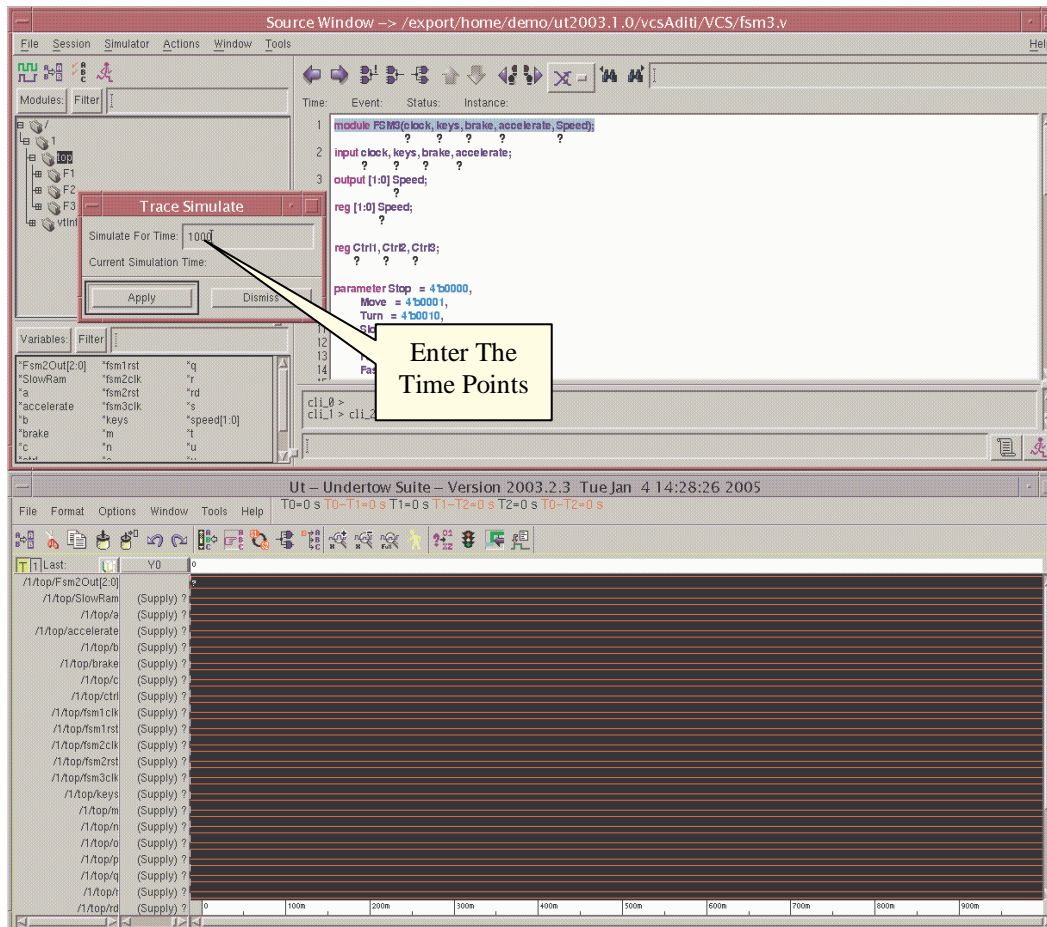 Source Window –> /export/home/demo/ut2003.1.0/vcsAditi/VCS/fsm3.v
File Session Simulator Actions Window Tools Hel
Modules: Filter
Time: Event: Status: Instance:
/
1
top
F1
F2
F3
1 module FSM3(clock, keys, brake, accelerate, Speed);
? ? ? ? ?
2 input clock, keys, brake, accelerate;
? ? ? ?
3 output [1:0] Speed;
?
reg [1:0] Speed;
?
reg Ctrl1, Ctrl2, Ctrl3;
? ? ?
parameter Stop = 4'b0000,
Move = 4'b0001,
Turn = 4'b0010,
11
12
13
14
Trace Simulate
Simulate For Time: 1000
Current Simulation Time:
Apply Dismiss
Enter The
Time Points
Variables: Filter
*Fsm2Out[2:0] *fsm1rst *q
*SlowRam *fsm2clk *r
*a *fsm2rst *rd
*accelerate *fsm3clk *s
*b *keys *speed[1:0]
*brake *m *t
*c *n *u
cli_0 >
cli_1 > cli_2
Ut – Undertow Suite – Version 2003.2.3 Tue Jan 4 14:28:26 2005
File Format Options Window Tools Help T0=0 s T0–T1=0 s T1=0 s T1–T2=0 s T2=0 s T0–T2=0 s
T 1 Last: Y0 0
/1/top/Fsm2Out[2:0] ?
/1/top/SlowRam (Supply) ?
/1/top/a (Supply) ?
/1/top/accelerate (Supply) ?
/1/top/b (Supply) ?
/1/top/brake (Supply) ?
/1/top/c (Supply) ?
/1/top/ctrl (Supply) ?
/1/top/fsm1clk (Supply) ?
/1/top/fsm1rst (Supply) ?
/1/top/fsm2clk (Supply) ?
/1/top/fsm2rst (Supply) ?
/1/top/fsm3clk (Supply) ?
/1/top/keys (Supply) ?
/1/top/m (Supply) ?
/1/top/n (Supply) ?
/1/top/o (Supply) ?
/1/top/p (Supply) ?
/1/top/q (Supply) ?
/1/top/r (Supply) ?
/1/top/rd (Supply) ?
0 100m 200m 300m 400m 500m 600m 700m 800m 900m